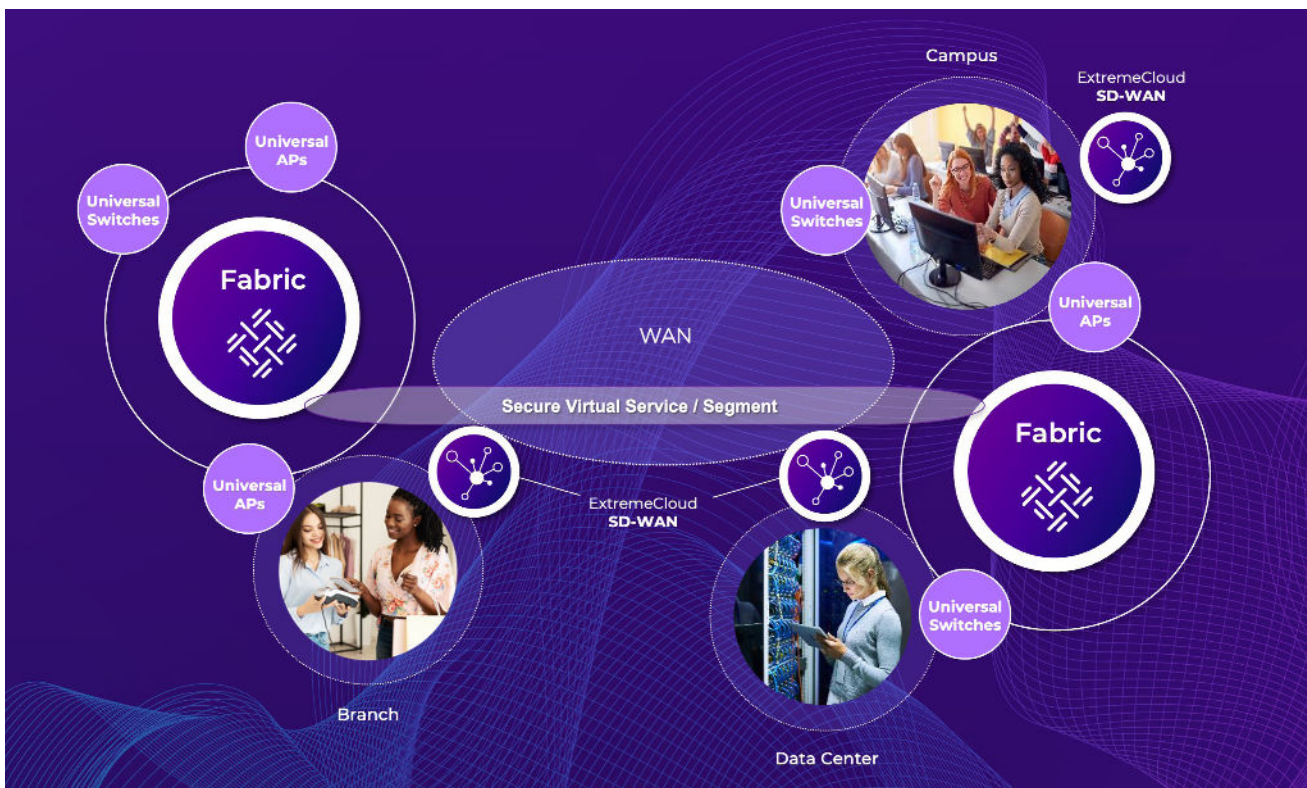 Campus
ExtremeCloud
SD-WAN
Universal
APs
Universal
Switches
Universal
Switches
Fabric
Universal
APs
WAN
Secure Virtual Service / Segment
Fabric
Universal
APs
ExtremeCloud
SD-WAN
Universal
Switches
Branch
Data Center